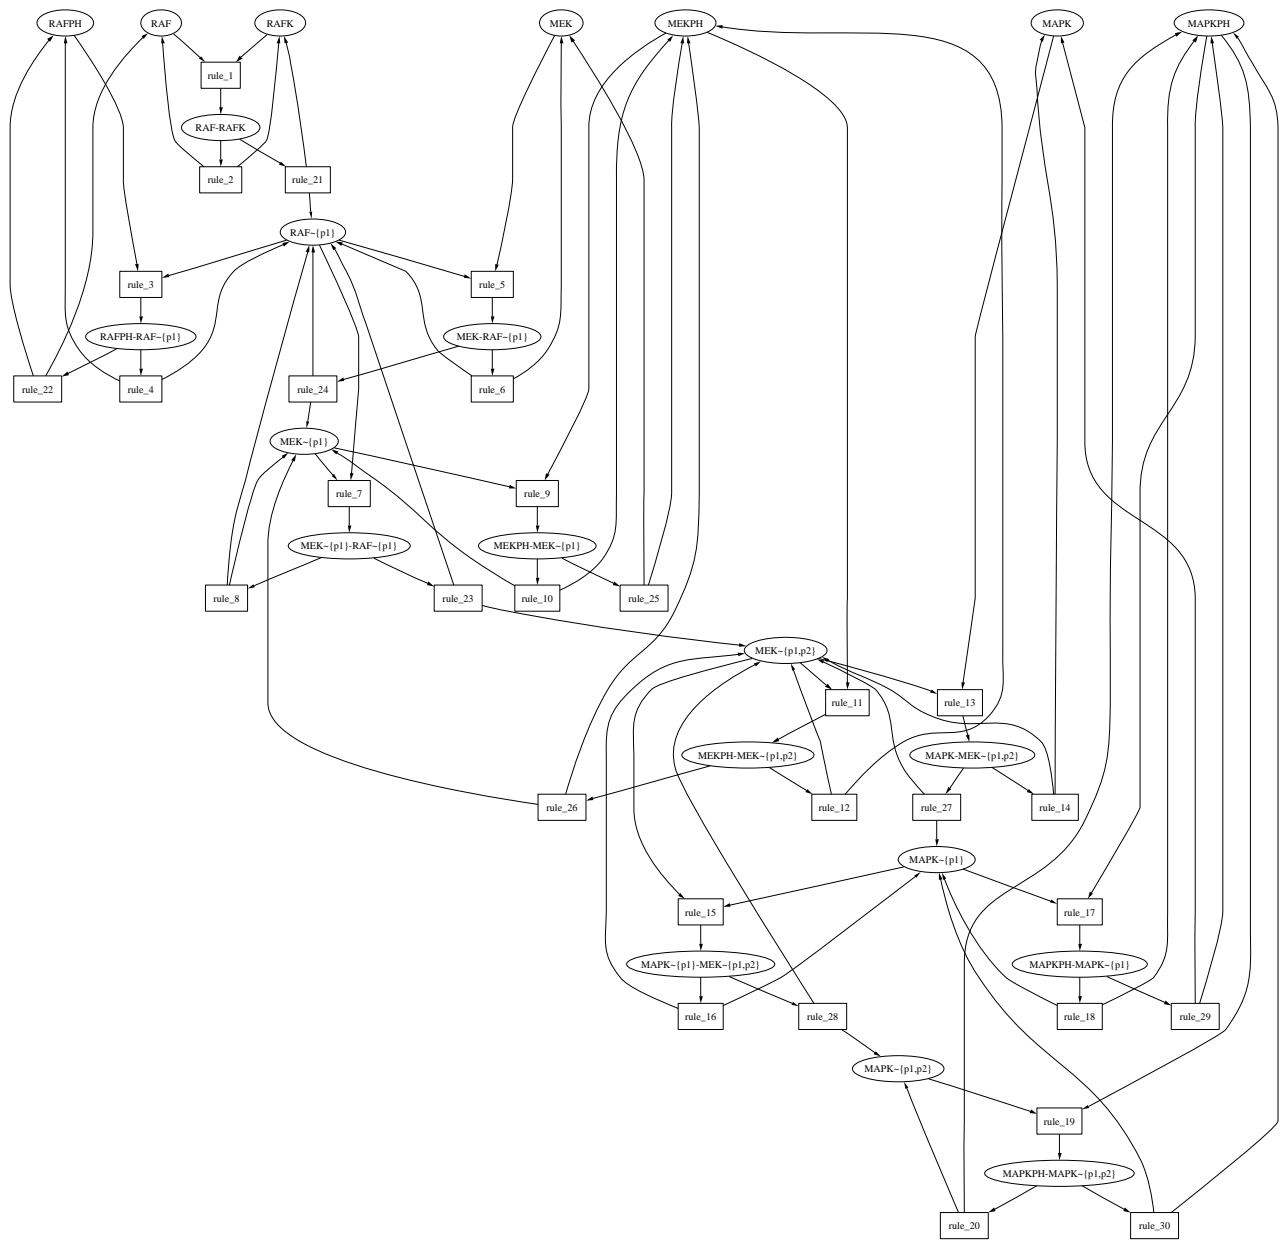 RAFPH RAF RAFK MEK MEKPH MAPK MAPKPH
rule_1
RAF-RAFK
rule_2 rule_21
RAF~{p1}
rule_3 rule_5
RAFPH-RAF~{p1} MEK-RAF~{p1}
rule_22 rule_4 rule_24 rule_6
MEK~{p1}
rule_7 rule_9
MEK~{p1}-RAF~{p1} MEKPH-MEK~{p1}
rule_8 rule_23 rule_10 rule_25
MEK~{p1,p2}
rule_11 rule_13
MEKPH-MEK~{p1,p2} MAPK-MEK~{p1,p2}
rule_26 rule_12 rule_27 rule_14
MAPK~{p1}
rule_15 rule_17
MAPK~{p1}-MEK~{p1,p2} MAPKPH-MAPK~{p1}
rule_16 rule_28 rule_18 rule_29
MAPK~{p1,p2}
rule_19
MAPKPH-MAPK~{p1,p2}
rule_20 rule_30